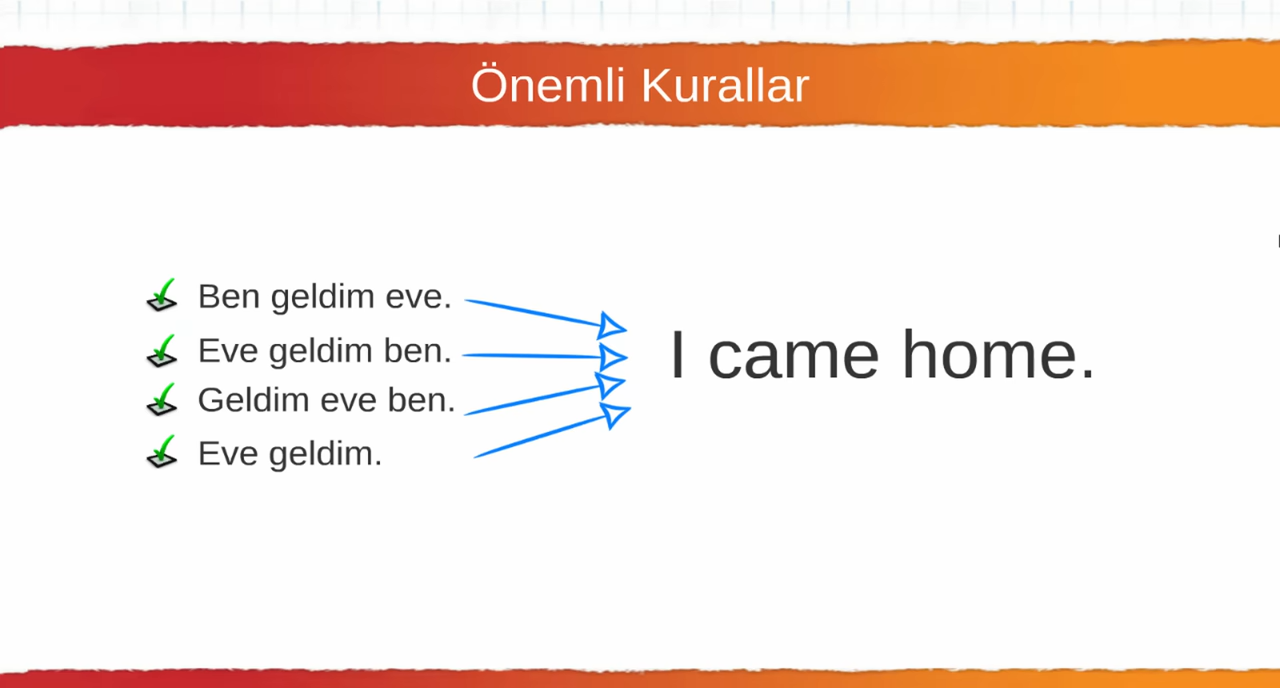 Önemli Kurallar
Ben geldim eve.
Eve geldim ben.
Geldim eve ben.
Eve geldim.
I came home.